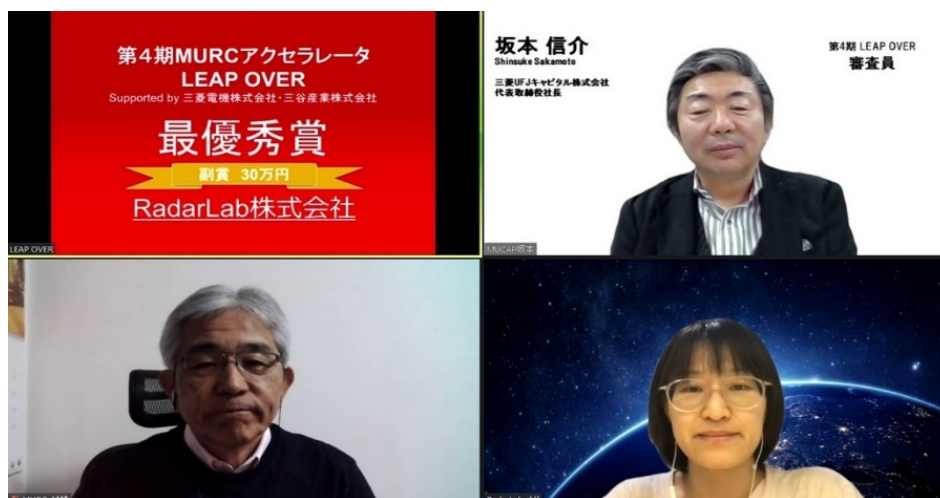 第4期MURCアクセラレータ
LEAP OVER
Supported by 三菱電機株式会社・三谷産業株式会社
最優秀賞
副賞 30万円
RadarLab株式会社
LEAP OVER
坂本 信介
Shinsuke Sakamoto
三菱UFJキャピタル株式会社
代表取締役社長
第4期 LEAP OVER
審査員
MUCAP坂本